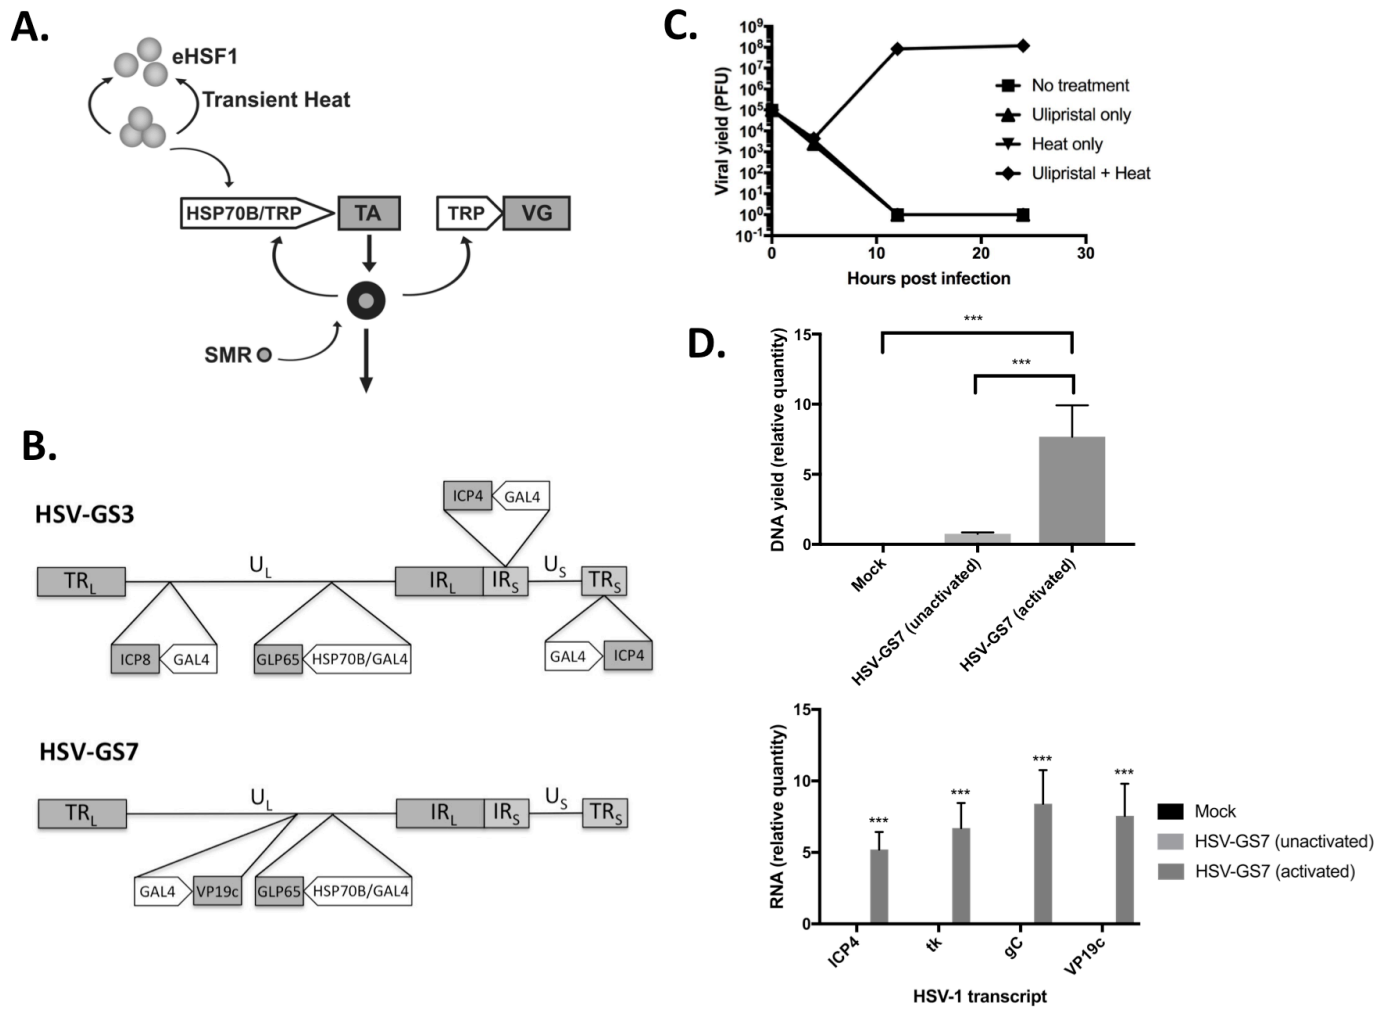 A.
eHSF1
Transient Heat
HSP70B/TRP
TA
TRP
VG
SMR
B.
HSV-GS3
ICP4
GAL4
TRL
UL
IRL
IRS
US
TRS
ICP8
GAL4
GLP65
HSP70B/GAL4
GAL4
ICP4
HSV-GS7
TRL
UL
IRL
IRS
US
TRS
GAL4
VP19c
GLP65
HSP70B/GAL4
C.
Viral yield (PFU)
10⁹
10⁸
10⁷
10⁶
10⁵
10⁴
10³
10²
10¹
10⁰
10⁻¹
0
10
20
30
Hours post infection
No treatment
Ulipristal only
Heat only
Ulipristal + Heat
D.
DNA yield (relative quantity)
15
10
5
0
***
***
Mock
HSV-GS7 (unactivated)
HSV-GS7 (activated)
RNA (relative quantity)
15
10
5
0
***
***
***
***
ICP4
tk
gC
VP19c
HSV-1 transcript
Mock
HSV-GS7 (unactivated)
HSV-GS7 (activated)